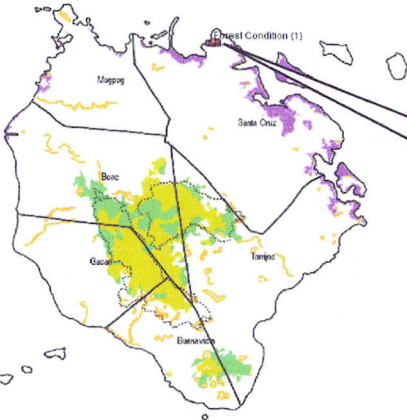 Forest Condition (1)
Mogpog
Santa Cruz
Boac
Gasan
Torrijos
Buenavista